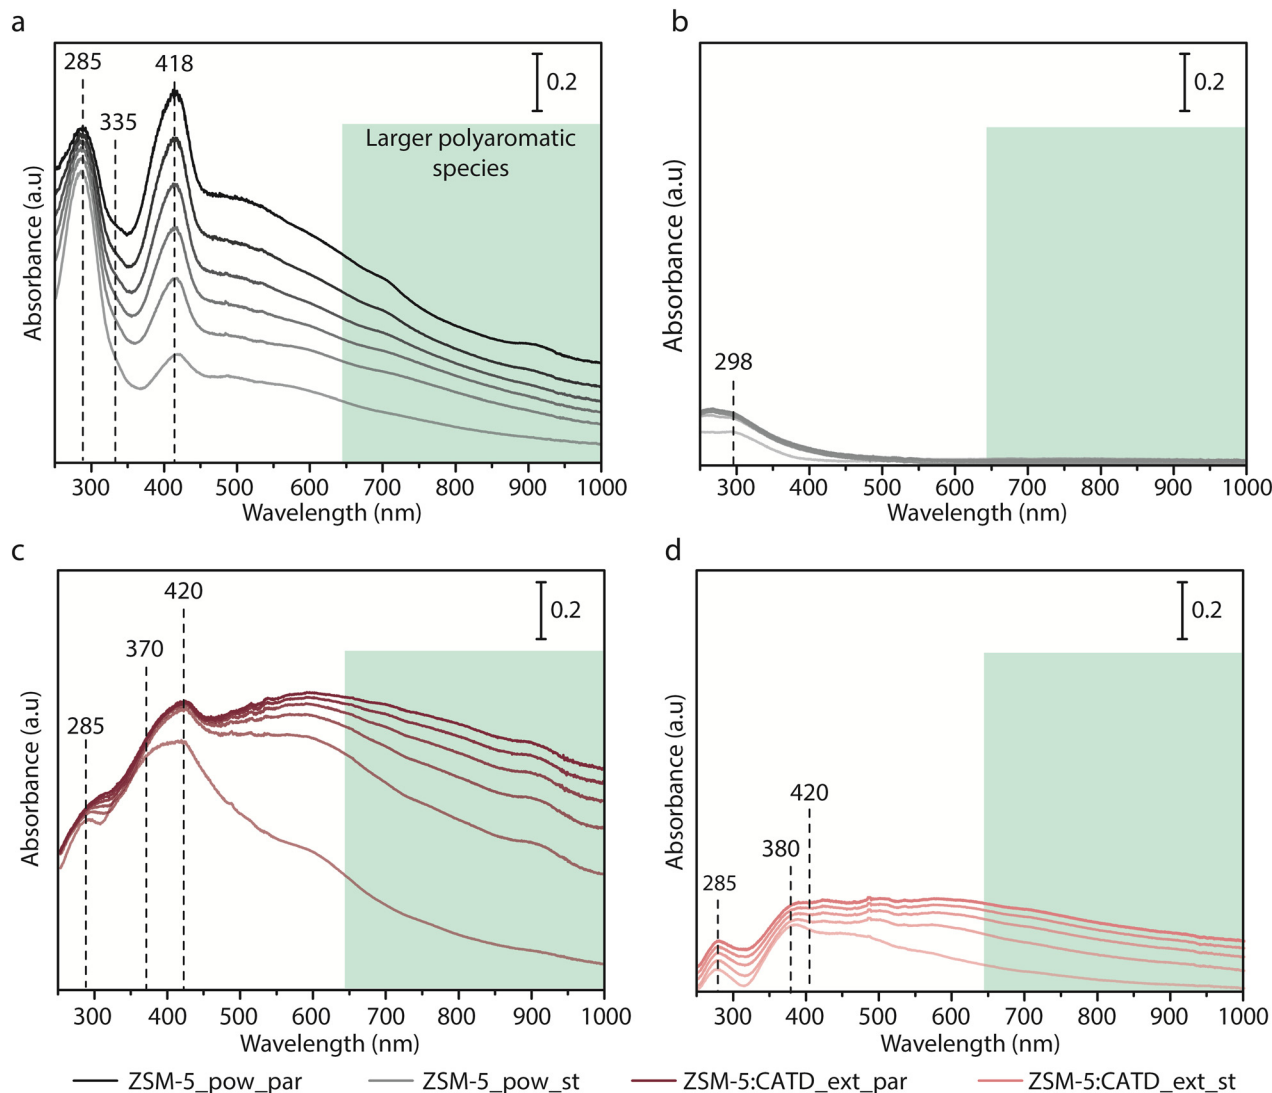 a
285
335
418
0.2
Larger polyaromatic
species
Absorbance (a.u)
300 400 500 600 700 800 900 1000
Wavelength (nm)
b
298
0.2
Absorbance (a.u)
300 400 500 600 700 800 900 1000
Wavelength (nm)
c
285
370
420
0.2
Absorbance (a.u)
300 400 500 600 700 800 900 1000
Wavelength (nm)
d
285
380
420
0.2
Absorbance (a.u)
300 400 500 600 700 800 900 1000
Wavelength (nm)
ZSM-5_pow_par ZSM-5_pow_st ZSM-5:CATD_ext_par ZSM-5:CATD_ext_st